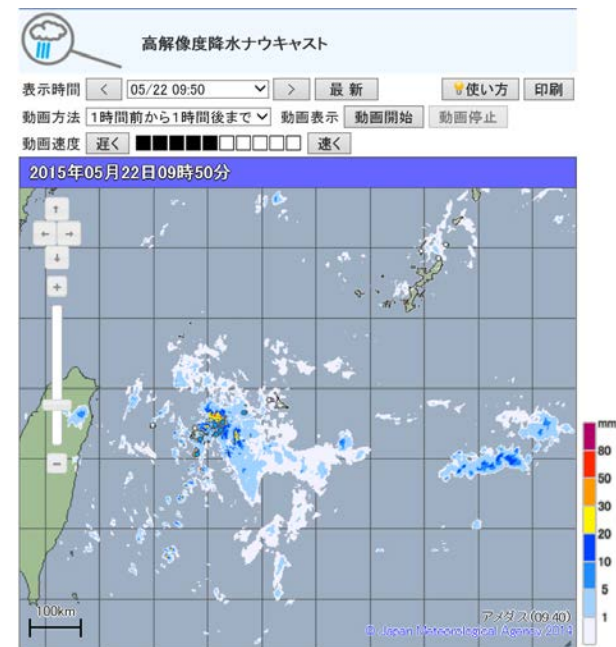 高解像度降水ナウキャスト
表示時間 < 05/22 09:50 > 最新 使い方 印刷
動画方法 1時間前から1時間後まで 動画表示 動画開始 動画停止
動画速度 遅く 速く
2015年05月22日09時50分
↑
← →
↓
+
−
mm
80
50
30
20
10
5
1
100km
アメダス(09:40)
© Japan Meteorological Agency 2014